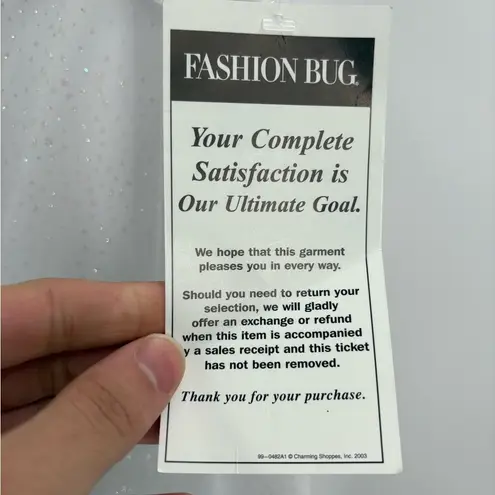 FASHION BUG®
Your Complete
Satisfaction is
Our Ultimate Goal.
We hope that this garment
pleases you in every way.
Should you need to return your
selection, we will gladly
offer an exchange or refund
when this item is accompanied
y a sales receipt and this ticket
has not been removed.
Thank you for your purchase.
99-0482A1 © Charming Shoppes, Inc. 2003